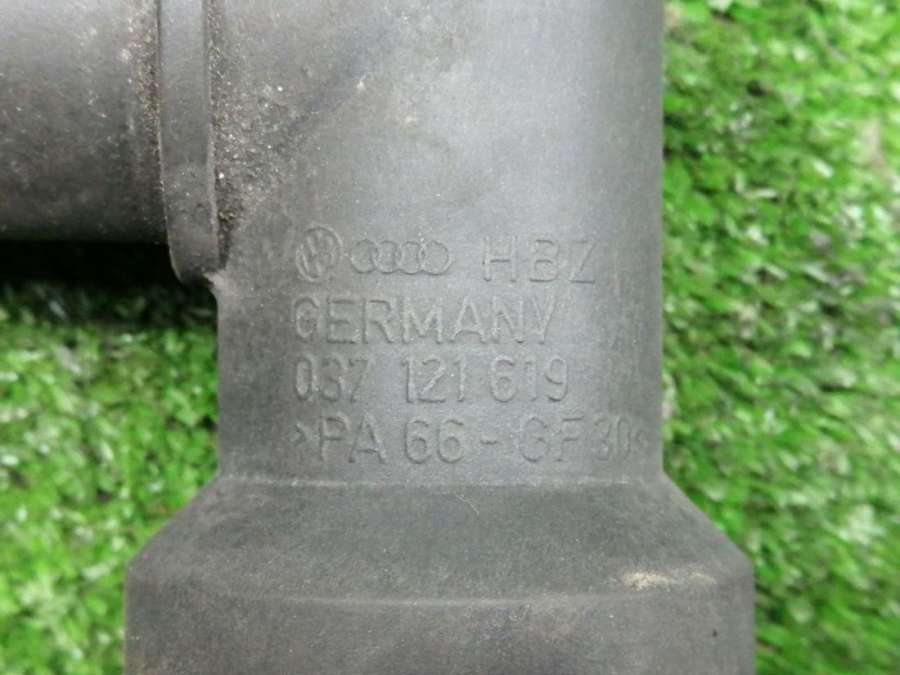 HBZ
GERMANY
037 121 619
>PA 66-GF30<